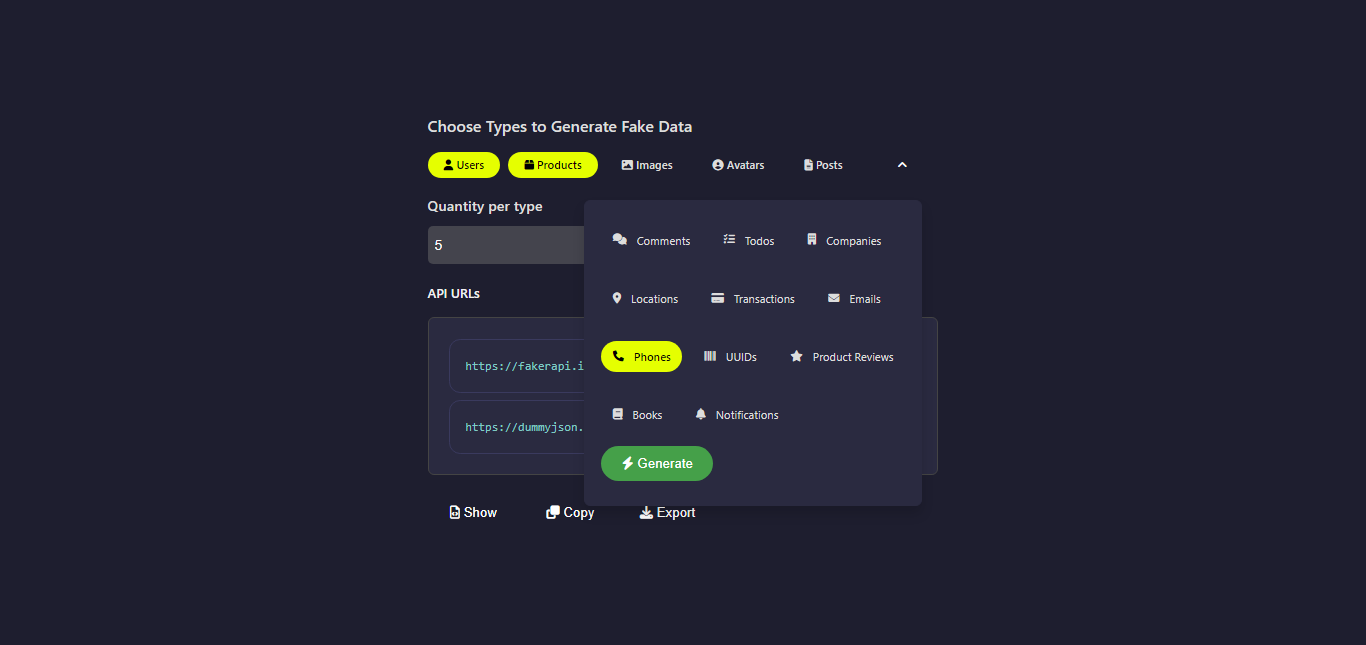 Choose Types to Generate Fake Data
Users Products Images Avatars Posts
Quantity per type
5
Comments Todos Companies
API URLs
Locations Transactions Emails
https://fakerapi.i
Phones UUIDs Product Reviews
https://dummyjson.
Books Notifications
Generate
Show Copy Export